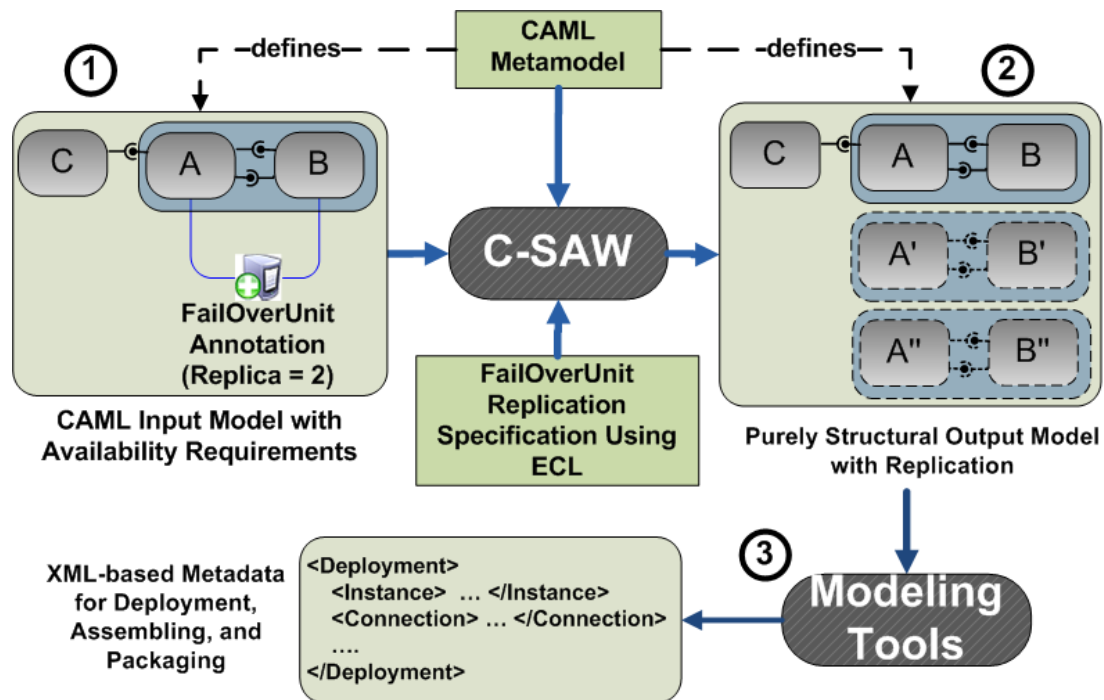 CAML
Metamodel
defines
defines
1
2
C
A
B
FailOverUnit
Annotation
(Replica = 2)
CAML Input Model with
Availability Requirements
C-SAW
FailOverUnit
Replication
Specification Using
ECL
C
A
B
A'
B'
A"
B"
Purely Structural Output Model
with Replication
3
Modeling
Tools
<Deployment>
<Instance> ... </Instance>
<Connection> ... </Connection>
....
</Deployment>
XML-based Metadata
for Deployment,
Assembling, and
Packaging